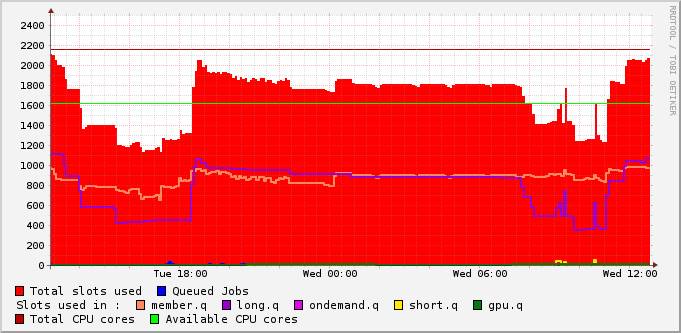 2400
2200
2000
1800
1600
1400
1200
1000
800
600
400
200
0
Tue 18:00 Wed 00:00 Wed 06:00 Wed 12:00
Total slots used Queued Jobs
Slots used in : member.q long.q ondemand.q short.q gpu.q
Total CPU cores Available CPU cores
RRDTOOL / TOBI OETIKER